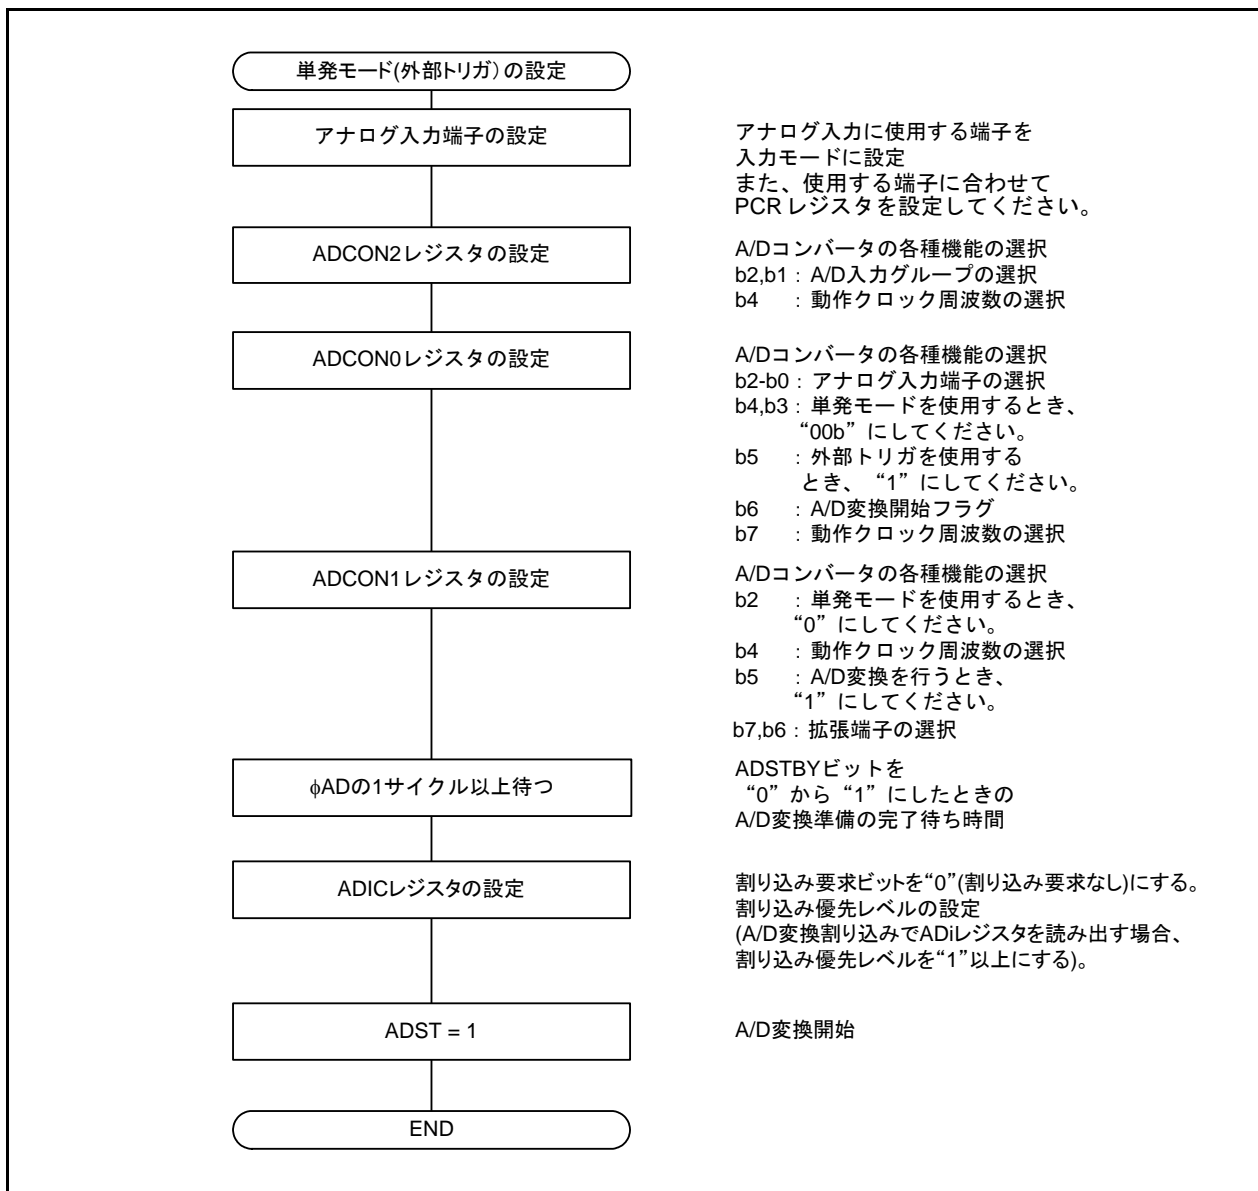 単発モード(外部トリガ)の設定
アナログ入力端子の設定
アナログ入力に使用する端子を
入力モードに設定
また、使用する端子に合わせて
PCRレジスタを設定してください。
ADCON2レジスタの設定
A/Dコンバータの各種機能の選択
b2,b1 : A/D入力グループの選択
b4 : 動作クロック周波数の選択
ADCON0レジスタの設定
A/Dコンバータの各種機能の選択
b2-b0 : アナログ入力端子の選択
b4,b3 : 単発モードを使用するとき、
“00b”にしてください。
b5 : 外部トリガを使用する
とき、“1”にしてください。
b6 : A/D変換開始フラグ
b7 : 動作クロック周波数の選択
ADCON1レジスタの設定
A/Dコンバータの各種機能の選択
b2 : 単発モードを使用するとき、
“0”にしてください。
b4 : 動作クロック周波数の選択
b5 : A/D変換を行うとき、
“1”にしてください。
b7,b6 : 拡張端子の選択
φADの1サイクル以上待つ
ADSTBYビットを
“0”から“1”にしたときの
A/D変換準備の完了待ち時間
ADICレジスタの設定
割り込み要求ビットを“0”(割り込み要求なし)にする。
割り込み優先レベルの設定
(A/D変換割り込みでADiレジスタを読み出す場合、
割り込み優先レベルを“1”以上にする)。
ADST = 1
A/D変換開始
END